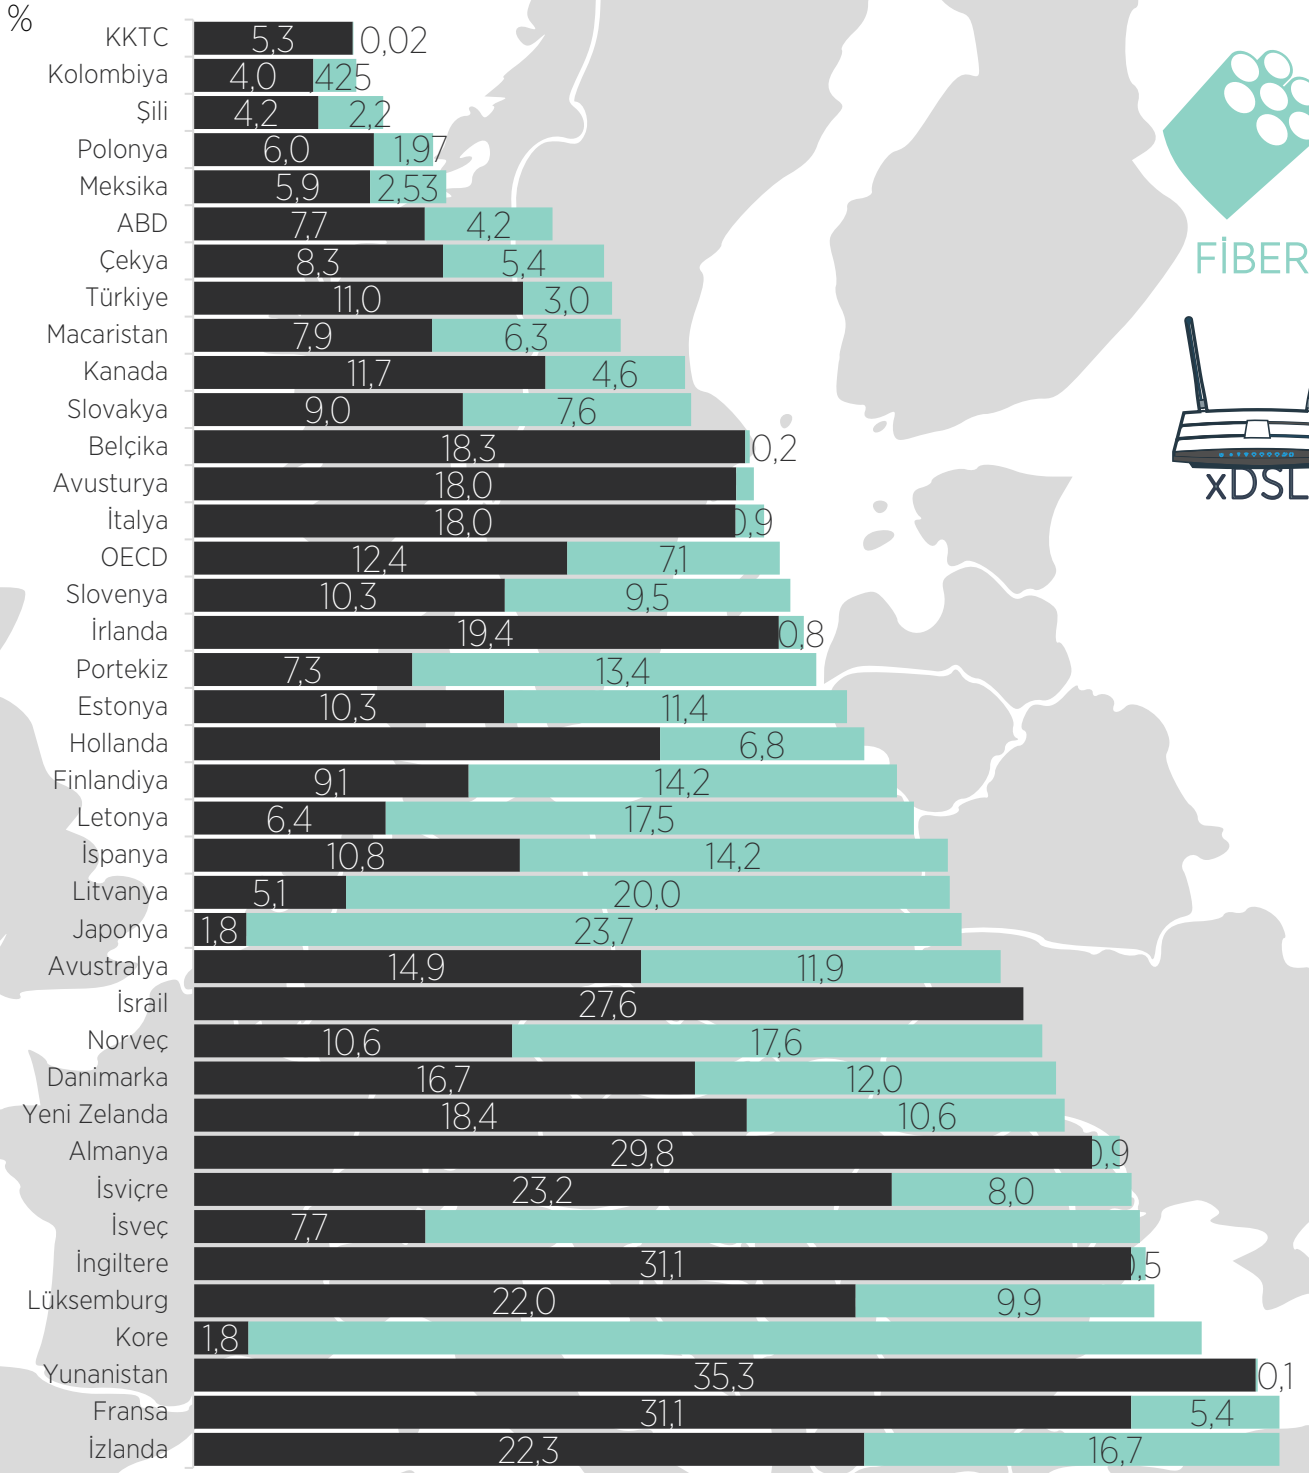 %
KKTC 5,3 0,02
Kolombiya 4,0 ,425
Şili 4,2 2,2
Polonya 6,0 1,97
Meksika 5,9 2,53
ABD 7,7 4,2
FİBER
Çekya 8,3 5,4
Türkiye 11,0 3,0
Macaristan 7,9 6,3
Kanada 11,7 4,6
Slovakya 9,0 7,6
Belçika 18,3 0,2
Avusturya 18,0
xDSL
İtalya 18,0 0,9
OECD 12,4 7,1
Slovenya 10,3 9,5
İrlanda 19,4 0,8
Portekiz 7,3 13,4
Estonya 10,3 11,4
Hollanda 6,8
Finlandiya 9,1 14,2
Letonya 6,4 17,5
İspanya 10,8 14,2
Litvanya 5,1 20,0
Japonya 1,8 23,7
Avustralya 14,9 11,9
İsrail 27,6
Norveç 10,6 17,6
Danimarka 16,7 12,0
Yeni Zelanda 18,4 10,6
Almanya 29,8 0,9
İsviçre 23,2 8,0
İsveç 7,7
İngiltere 31,1 0,5
Lüksemburg 22,0 9,9
Kore 1,8
Yunanistan 35,3 0,1
Fransa 31,1 5,4
İzlanda 22,3 16,7